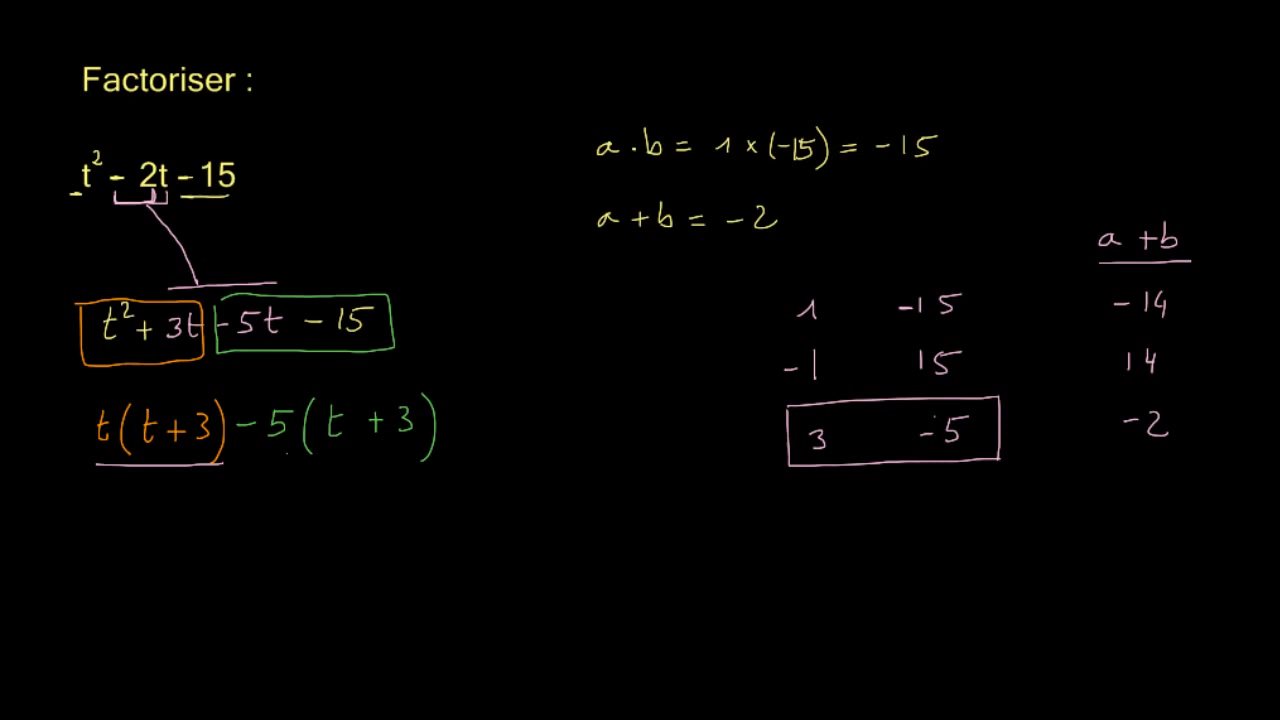 Factoriser :
t² - 2t - 15
t² + 3t - 5t - 15
t(t+3) - 5(t+3)
a · b = 1 × (-15) = -15
a + b = -2
a + b
1 -15 -14
-1 15 14
3 -5 -2